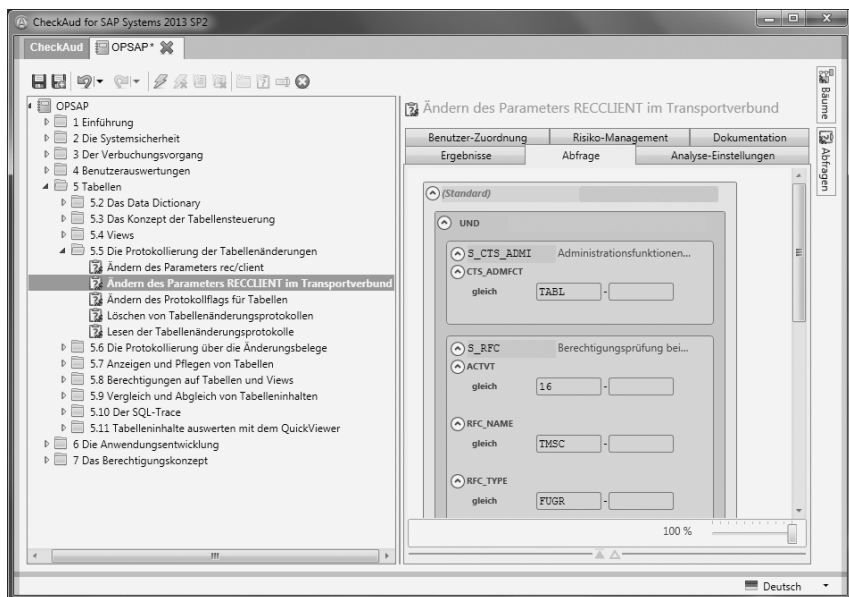 CheckAud for SAP Systems 2013 SP2
CheckAud
OPSAP*
OPSAP
1 Einführung
2 Die Systemsicherheit
3 Der Verbuchungsvorgang
4 Benutzerauswertungen
5 Tabellen
5.2 Das Data Dictionary
5.3 Das Konzept der Tabellensteuerung
5.4 Views
5.5 Die Protokollierung der Tabellenänderungen
Ändern des Parameters rec/client
Ändern des Parameters RECCLIENT im Transportverbund
Ändern des Protokollflags für Tabellen
Löschen von Tabellenänderungsprotokollen
Lesen der Tabellenänderungsprotokolle
5.6 Die Protokollierung über die Änderungsbelege
5.7 Anzeigen und Pflegen von Tabellen
5.8 Berechtigungen auf Tabellen und Views
5.9 Vergleich und Abgleich von Tabelleninhalten
5.10 Der SQL-Trace
5.11 Tabelleninhalte auswerten mit dem QuickViewer
6 Die Anwendungsentwicklung
7 Das Berechtigungskonzept
Ändern des Parameters RECCLIENT im Transportverbund
Benutzer-Zuordnung Risiko-Management Dokumentation
Ergebnisse Abfrage Analyse-Einstellungen
(Standard)
UND
S_CTS_ADMI Administrationsfunktionen...
CTS_ADMFCT
gleich TABL -
S_RFC Berechtigungsprüfung bei...
ACTVT
gleich 16 -
RFC_NAME
gleich TMSC -
RFC_TYPE
gleich FUGR -
100 %
Bäume
Abfragen
Deutsch